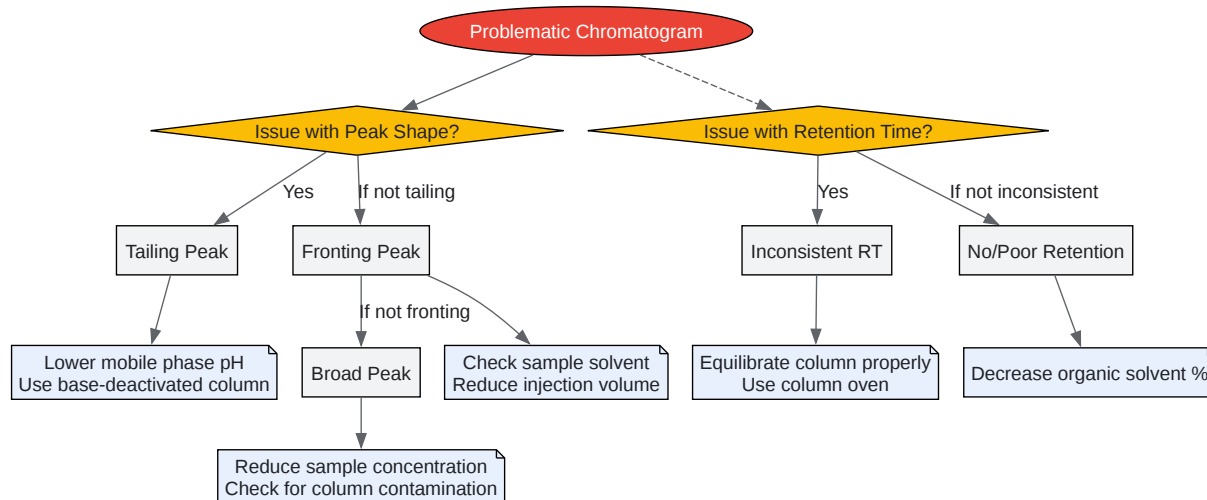 Problematic Chromatogram
Issue with Peak Shape?
Issue with Retention Time?
Yes
If not tailing
Yes
If not inconsistent
Tailing Peak
Fronting Peak
Inconsistent RT
No/Poor Retention
If not fronting
Lower mobile phase pH
Use base-deactivated column
Broad Peak
Check sample solvent
Reduce injection volume
Equilibrate column properly
Use column oven
Decrease organic solvent %
Reduce sample concentration
Check for column contamination